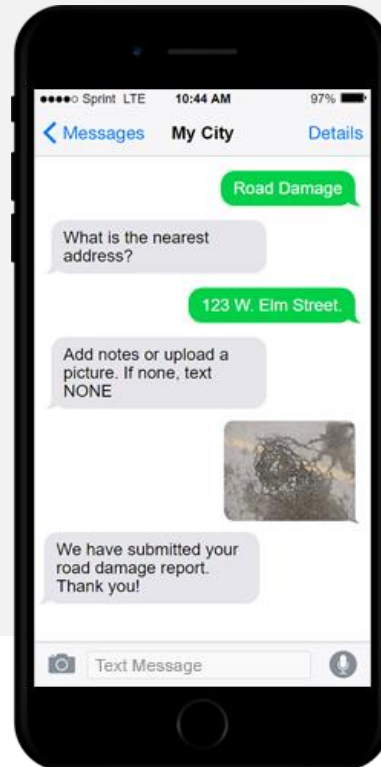 Sprint LTE 10:44 AM 97%
Messages My City Details
Road Damage
What is the nearest
address?
123 W. Elm Street.
Add notes or upload a
picture. If none, text
NONE
We have submitted your
road damage report.
Thank you!
Text Message